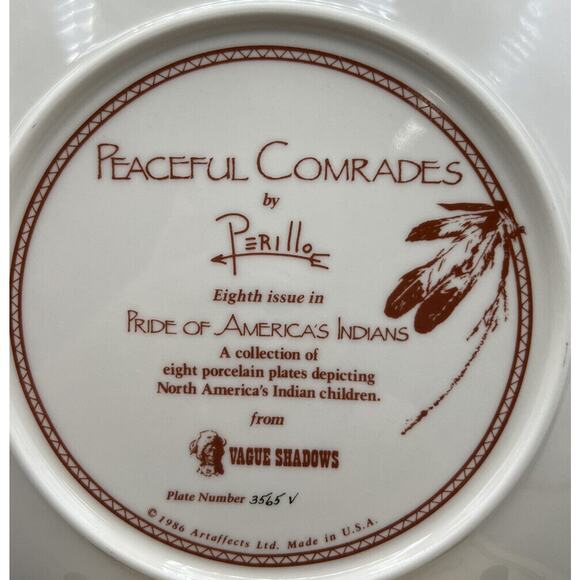 PEACEFUL COMRADES
by
PERILLO
Eighth issue in
PRIDE OF AMERICA'S INDIANS
A collection of
eight porcelain plates depicting
North America's Indian children.
from
VAGUE SHADOWS
Plate Number 3565 V
© 1986 Artaffects Ltd. Made in U.S.A.